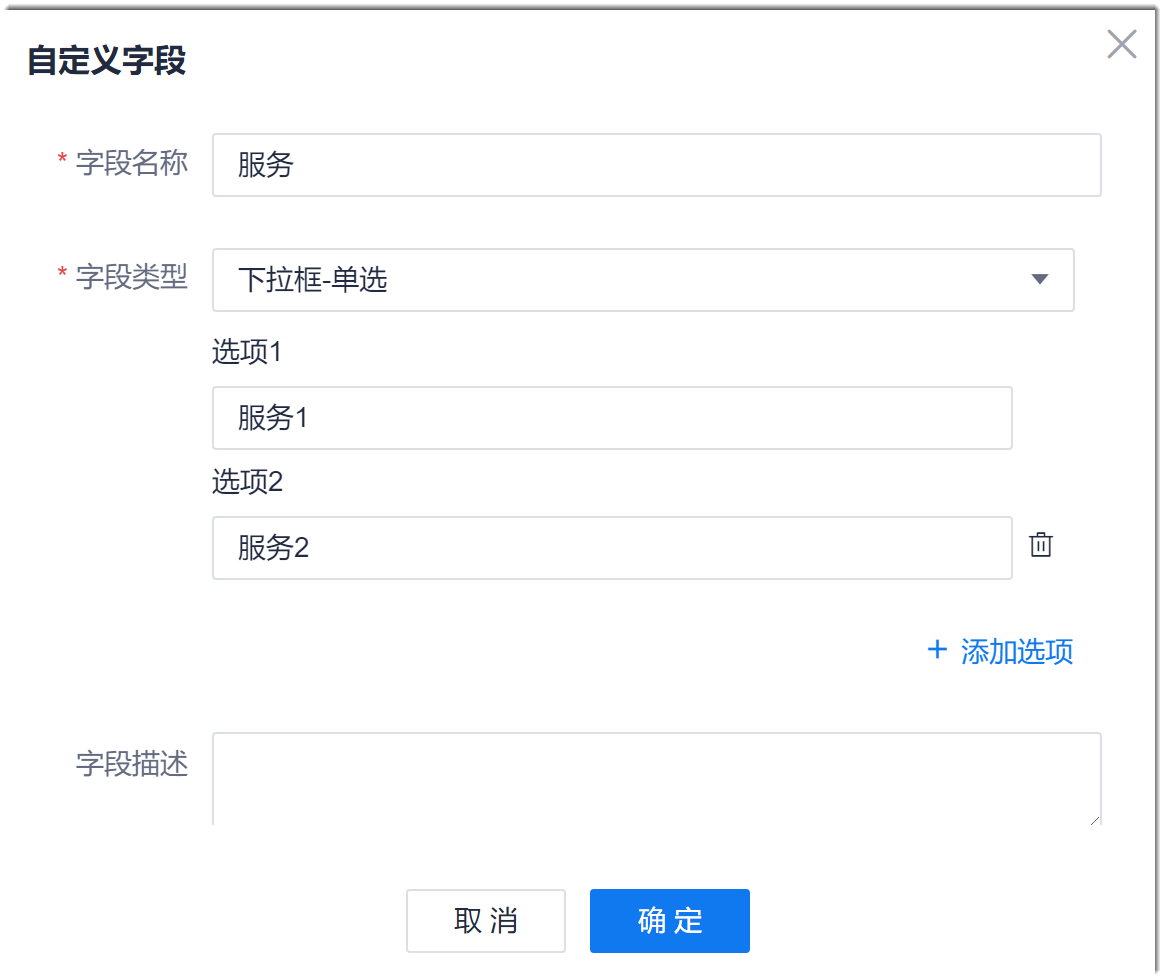 自定义字段
* 字段名称 服务
* 字段类型 下拉框-单选
选项1
服务1
选项2
服务2
+ 添加选项
字段描述
取 消 确 定